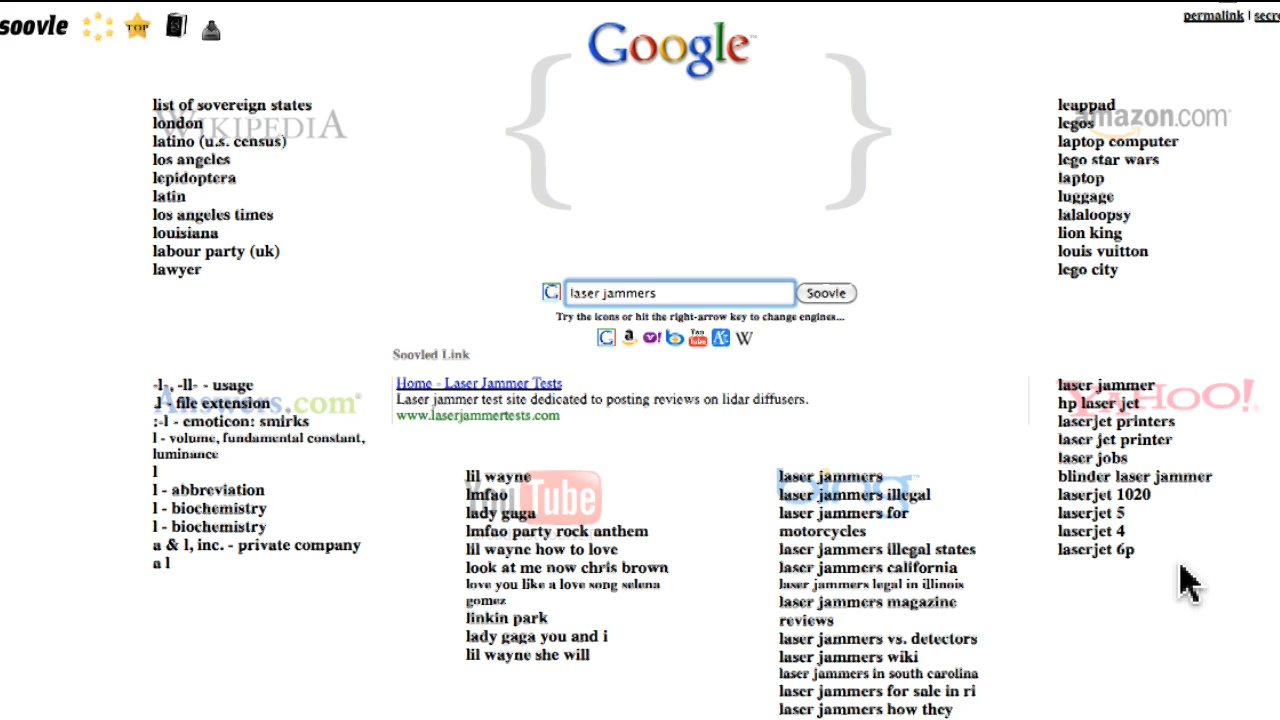 soovle
TOP
permalink | secre
Google™
WIKIPEDIA
list of sovereign states
london
latino (u.s. census)
los angeles
lepidoptera
latin
los angeles times
louisiana
labour party (uk)
lawyer
amazon.com
leappad
legos
laptop computer
lego star wars
laptop
luggage
lalaloopsy
lion king
louis vuitton
lego city
laser jammers
Soovle
Try the icons or hit the right-arrow key to change engines...
Soovled Link
Home - Laser Jammer Tests
Laser jammer test site dedicated to posting reviews on lidar diffusers.
www.laserjammertests.com
Answers.com®
-l-, -ll- - usage
.l - file extension
:-l - emoticon: smirks
l - volume, fundamental constant,
luminance
l
l - abbreviation
l - biochemistry
l - biochemistry
a & l, inc. - private company
a l
YouTube
lil wayne
lmfao
lady gaga
lmfao party rock anthem
lil wayne how to love
look at me now chris brown
love you like a love song selena
gomez
linkin park
lady gaga you and i
lil wayne she will
bing
laser jammers
laser jammers illegal
laser jammers for
motorcycles
laser jammers illegal states
laser jammers california
laser jammers legal in illinois
laser jammers magazine
reviews
laser jammers vs. detectors
laser jammers wiki
laser jammers in south carolina
laser jammers for sale in ri
laser jammers how they
YAHOO!
laser jammer
hp laser jet
laserjet printers
laser jet printer
laser jobs
blinder laser jammer
laserjet 1020
laserjet 5
laserjet 4
laserjet 6p